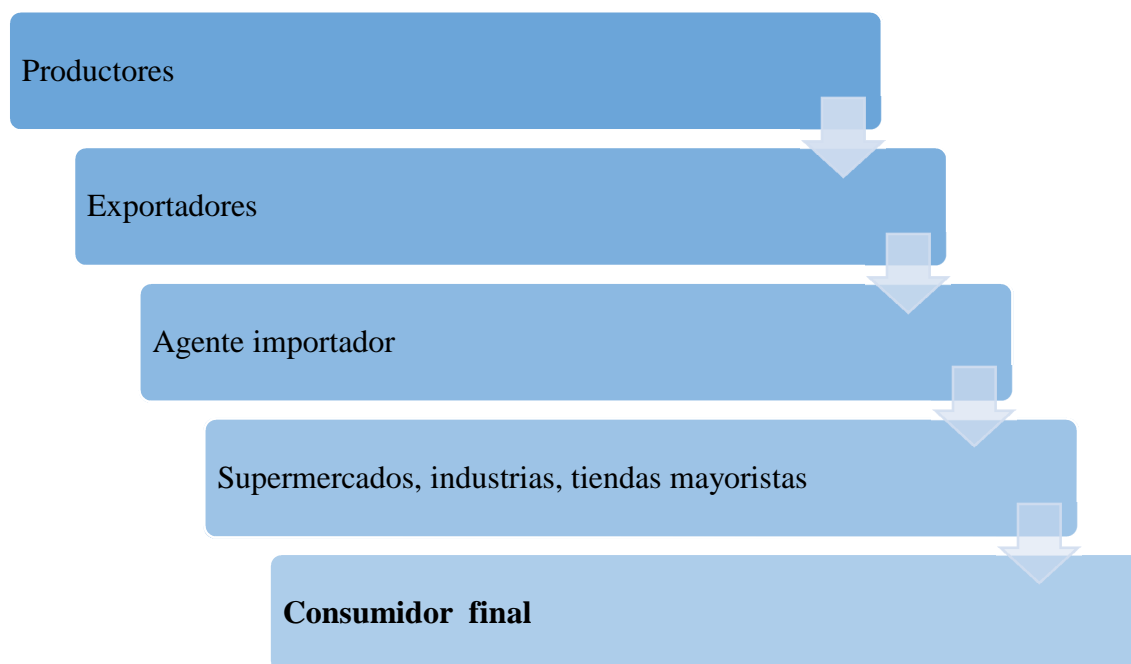 Productores
Exportadores
Agente importador
Supermercados, industrias, tiendas mayoristas
Consumidor final